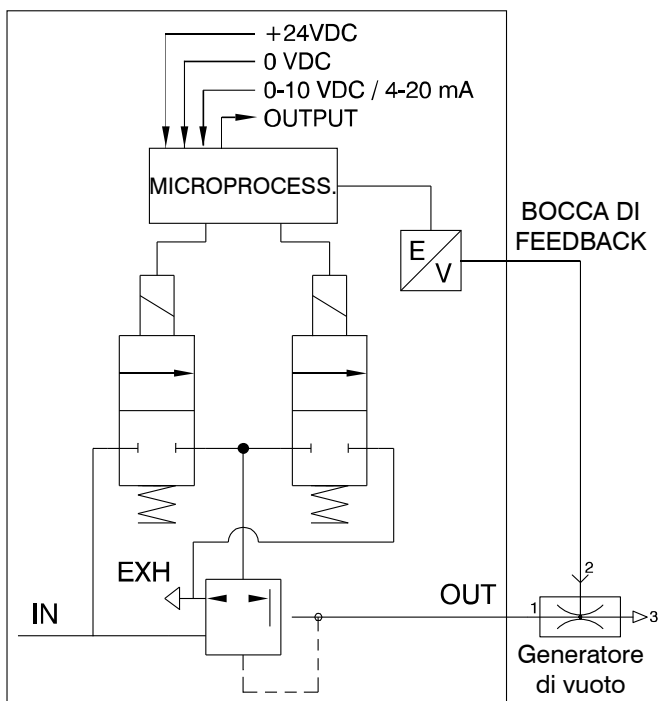 +24VDC
0 VDC
0-10 VDC / 4-20 mA
OUTPUT
MICROPROCESS.
E
V
BOCCA DI
FEEDBACK
EXH
IN
OUT
1
2
3
Generatore
di vuoto